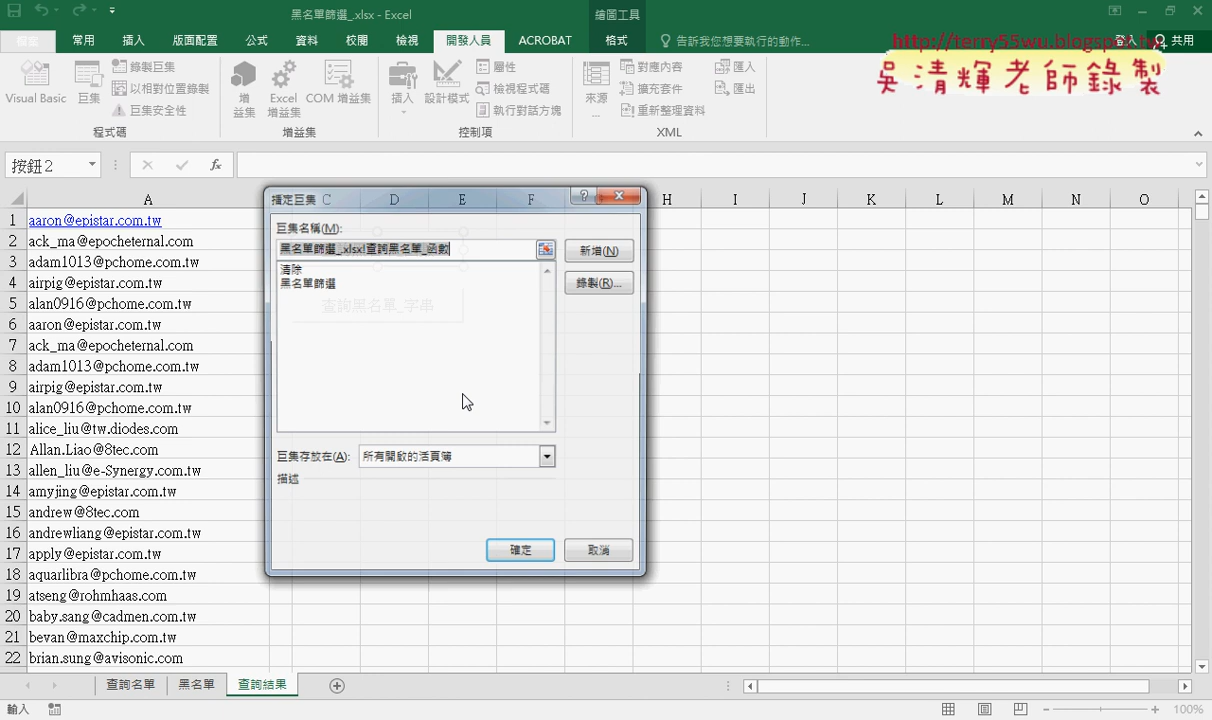 黑名單篩選_.xlsx - Excel
繪圖工具
檔案
常用
插入
版面配置
公式
資料
校閱
檢視
開發人員
ACROBAT
格式
告訴我您想要執行的動作...
登入
共用
http://terry55wu.blogspot.tw
吳清輝老師錄製
Visual Basic
巨集
錄製巨集
以相對位置錄製
巨集安全性
程式碼
增益集
Excel 增益集
COM 增益集
增益集
插入
設計模式
屬性
檢視程式碼
執行對話方塊
控制項
來源
...
對應內容
擴充套件
重新整理資料
匯入
匯出
XML
按鈕 2
fx
A C D E F H I J K L M N O
1 aaron@epistar.com.tw
2 ack_ma@epocheternal.com
3 adam1013@pchome.com.tw
4 airpig@epistar.com.tw
5 alan0916@pchome.com.tw
6 aaron@epistar.com.tw
7 ack_ma@epocheternal.com
8 adam1013@pchome.com.tw
9 airpig@epistar.com.tw
10 alan0916@pchome.com.tw
11 alice_liu@tw.diodes.com
12 Allan.Liao@8tec.com
13 allen_liu@e-Synergy.com.tw
14 amyjing@epistar.com.tw
15 andrew@8tec.com
16 andrewliang@epistar.com.tw
17 apply@epistar.com.tw
18 aquarlibra@pchome.com.tw
19 atseng@rohmhaas.com
20 baby.sang@cadmen.com.tw
21 bevan@maxchip.com.tw
22 brian.sung@avisonic.com
指定巨集
巨集名稱(M):
黑名單篩選_.xlsx!查詢黑名單_函數
新增(N)
清除
黑名單篩選
錄製(R)...
查詢黑名單_字串
巨集存放在(A):
所有開啟的活頁簿
描述
確定
取消
查詢名單
黑名單
查詢結果
輸入
100%